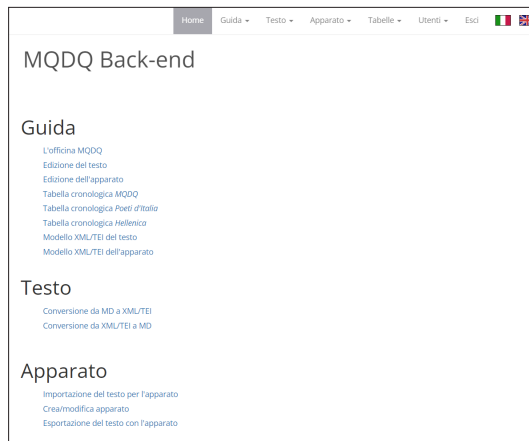 Home Guida Testo Apparato Tabelle Utenti Esci
MQDQ Back-end
Guida
L'officina MQDQ
Edizione del testo
Edizione dell'apparato
Tabella cronologica MQDQ
Tabella cronologica Poeti d'Italia
Tabella cronologica Hellenica
Modello XML/TEI del testo
Modello XML/TEI dell'apparato
Testo
Conversione da MD a XML/TEI
Conversione da XML/TEI a MD
Apparato
Importazione del testo per l'apparato
Crea/modifica apparato
Esportazione del testo con l'apparato